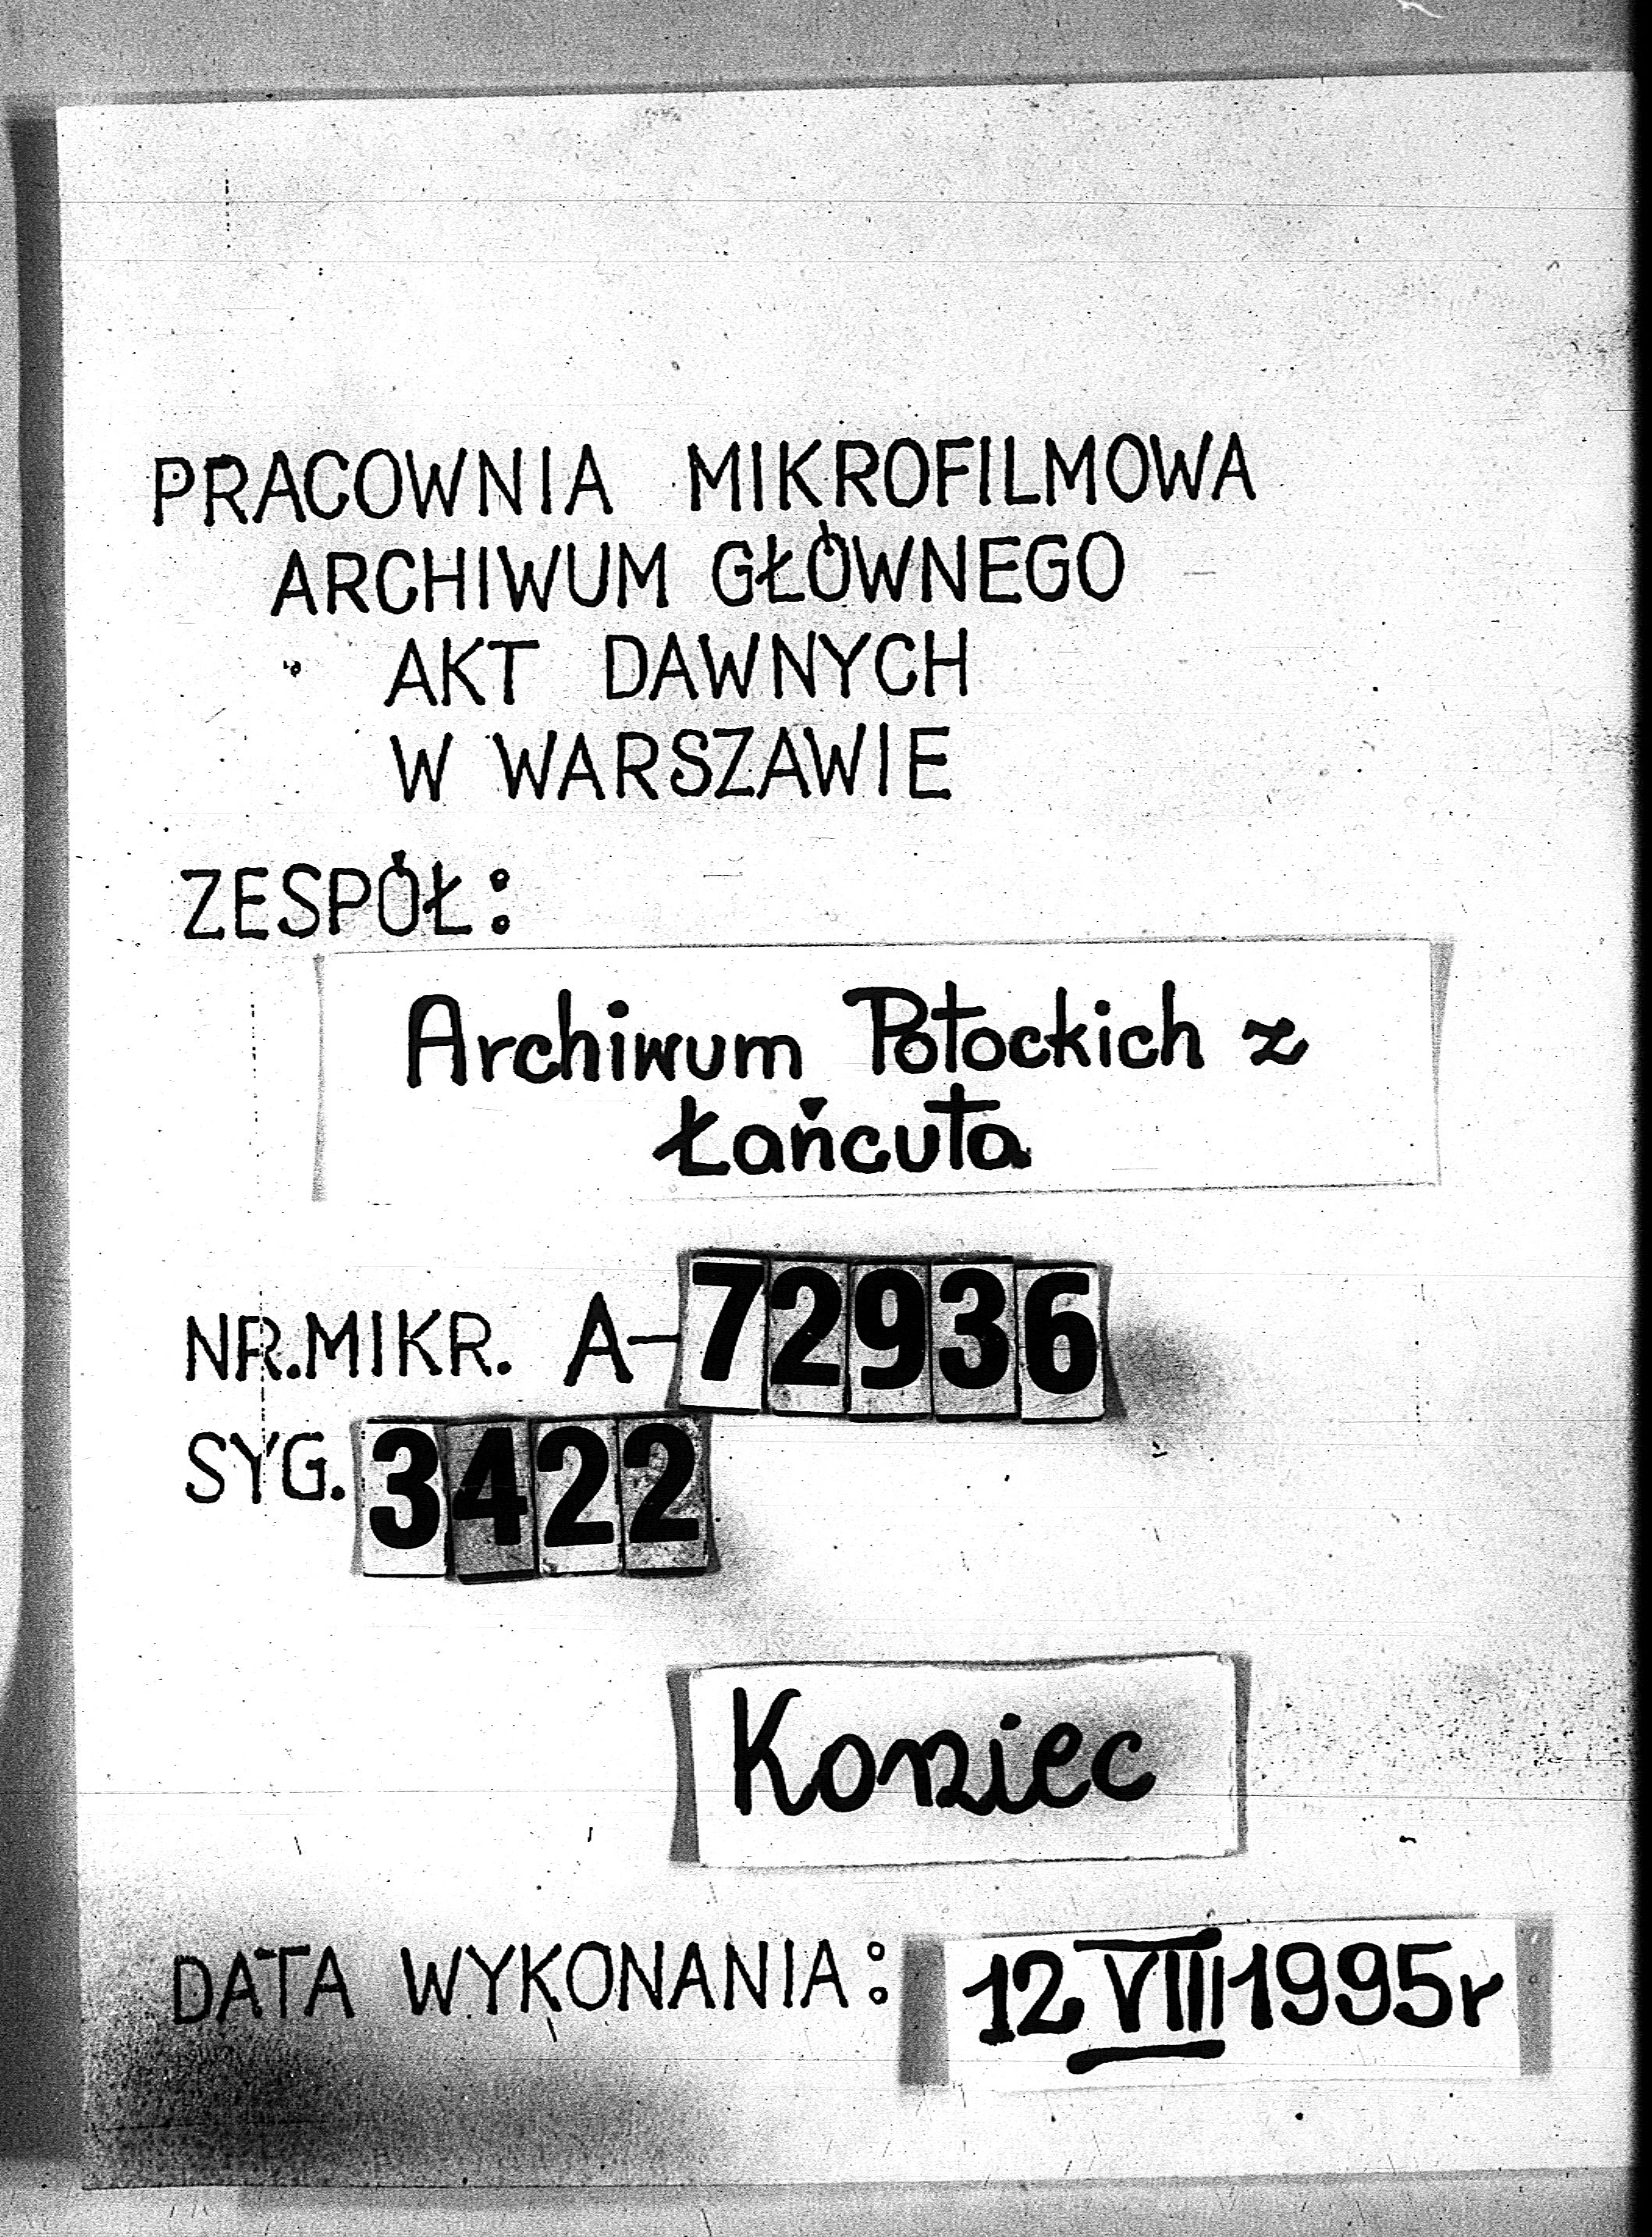 PRACOWNIA MIKROFILMOWA
ARCHIWUM GŁÓWNEGO
AKT DAWNYCH
W WARSZAWIE
ZESPÓŁ:
Archiwum Potockich z
Łańcuta
NR.MIKR. A-72936
SYG. 3422
Koniec
DATA WYKONANIA: 12 VIII 1995r